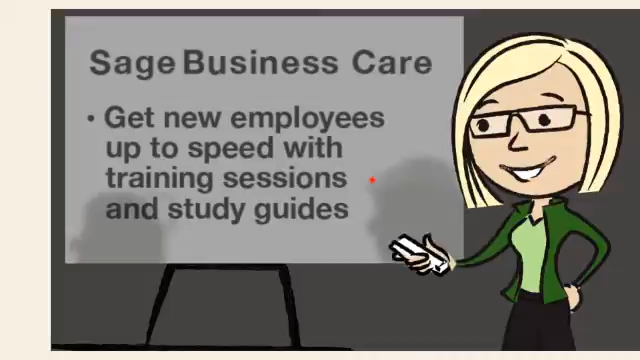 Sage Business Care
• Get new employees
up to speed with
training sessions
and study guides